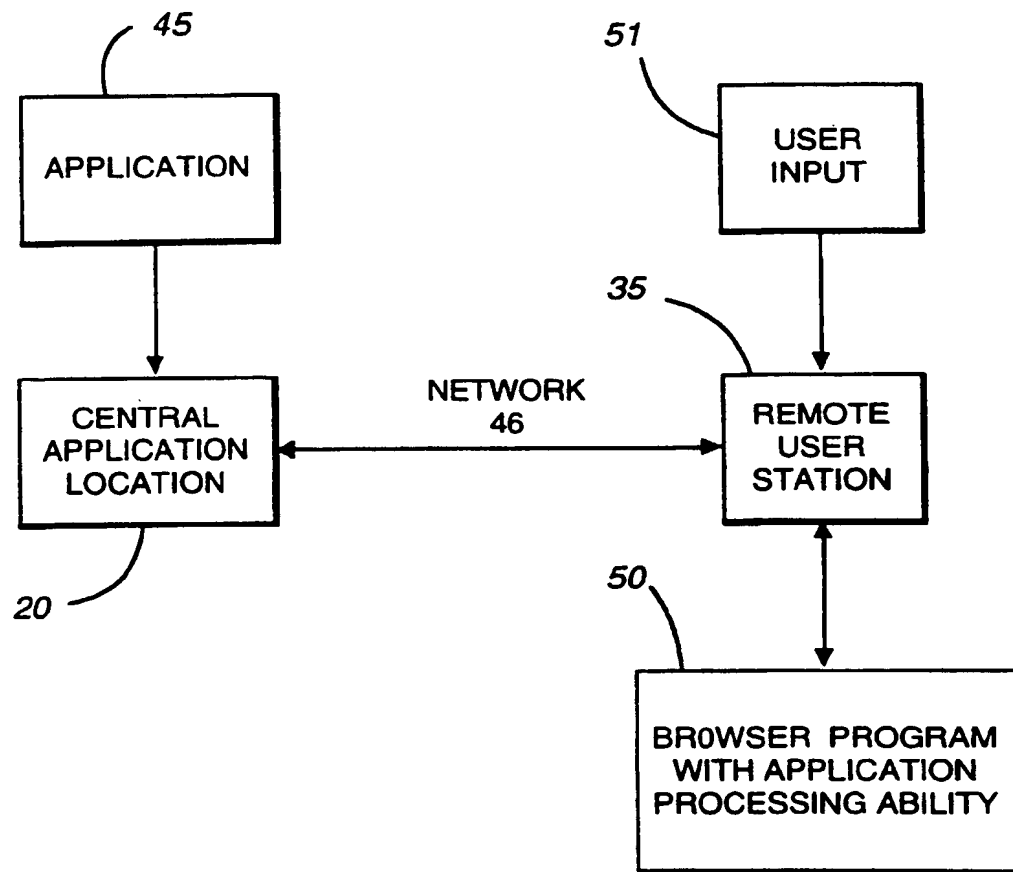 45
APPLICATION
51
USER
INPUT
CENTRAL
APPLICATION
LOCATION
20
NETWORK
46
35
REMOTE
USER
STATION
50
BR0WSER PROGRAM
WITH APPLICATION
PROCESSING ABILITY